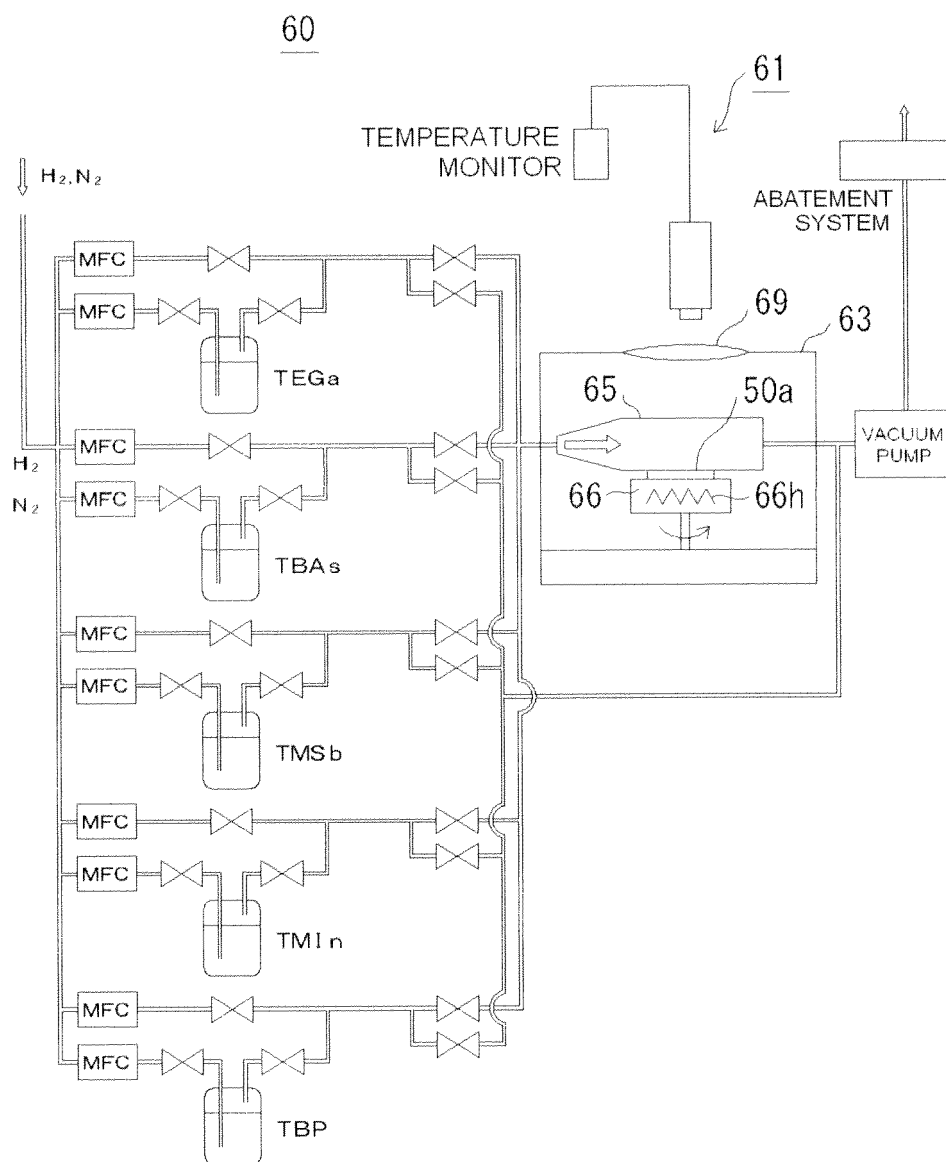 60
61
TEMPERATURE
MONITOR
H₂,N₂
ABATEMENT
SYSTEM
MFC
MFC
TEGa
69
63
65
50a
MFC
VACUUM
PUMP
H₂
N₂
MFC
66
66h
TBAs
MFC
MFC
TMSb
MFC
MFC
TMIn
MFC
MFC
TBP